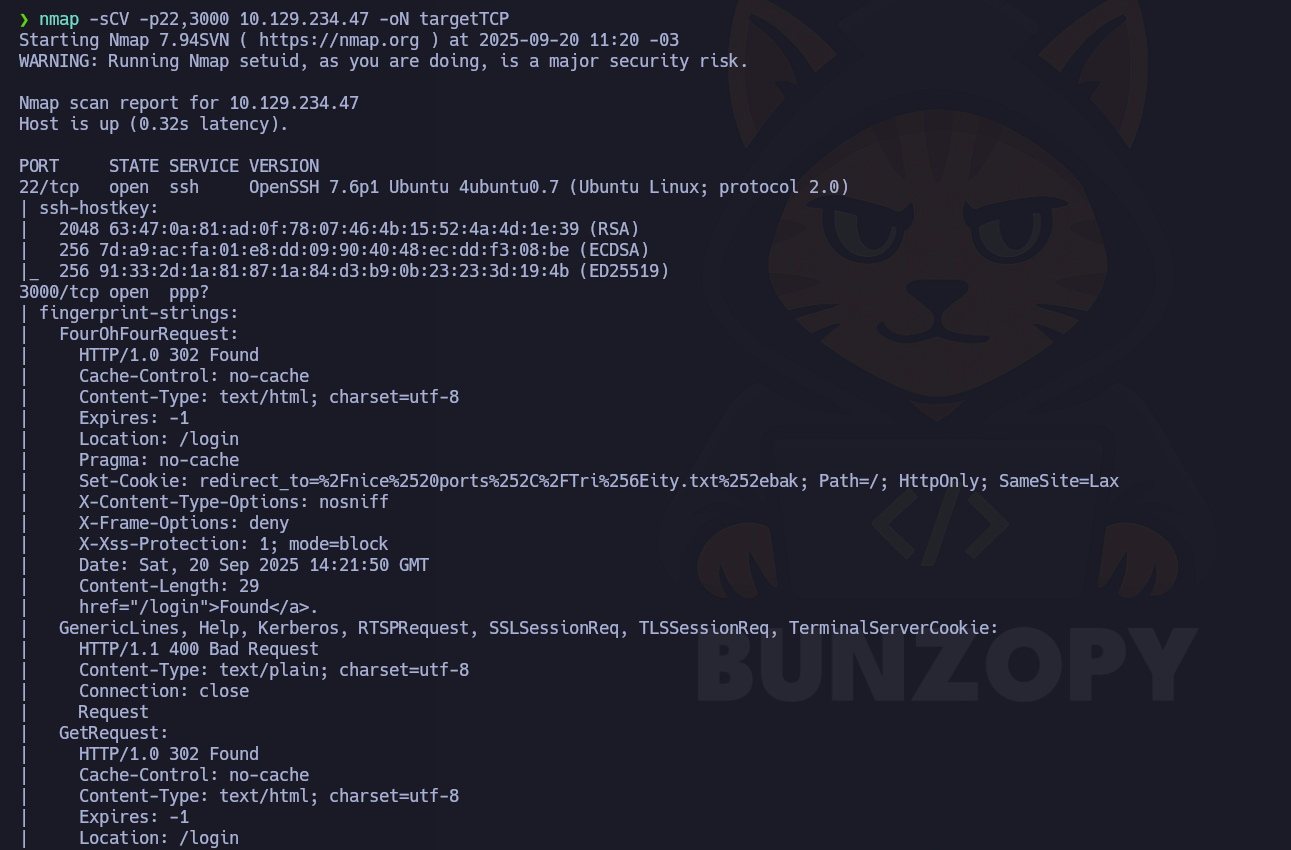 ❯ nmap -sCV -p22,3000 10.129.234.47 -oN targetTCP
Starting Nmap 7.94SVN ( https://nmap.org ) at 2025-09-20 11:20 -03
WARNING: Running Nmap setuid, as you are doing, is a major security risk.

Nmap scan report for 10.129.234.47
Host is up (0.32s latency).

PORT     STATE SERVICE VERSION
22/tcp   open  ssh     OpenSSH 7.6p1 Ubuntu 4ubuntu0.7 (Ubuntu Linux; protocol 2.0)
| ssh-hostkey:
|   2048 63:47:0a:81:ad:0f:78:07:46:4b:15:52:4a:4d:1e:39 (RSA)
|   256 7d:a9:ac:fa:01:e8:dd:09:90:40:48:ec:dd:f3:08:be (ECDSA)
|_  256 91:33:2d:1a:81:87:1a:84:d3:b9:0b:23:23:3d:19:4b (ED25519)
3000/tcp open  ppp?
| fingerprint-strings:
|   FourOhFourRequest:
|     HTTP/1.0 302 Found
|     Cache-Control: no-cache
|     Content-Type: text/html; charset=utf-8
|     Expires: -1
|     Location: /login
|     Pragma: no-cache
|     Set-Cookie: redirect_to=%2Fnice%2520ports%252C%2FTri%256Eity.txt%252ebak; Path=/; HttpOnly; SameSite=Lax
|     X-Content-Type-Options: nosniff
|     X-Frame-Options: deny
|     X-Xss-Protection: 1; mode=block
|     Date: Sat, 20 Sep 2025 14:21:50 GMT
|     Content-Length: 29
|     href="/login">Found</a>.
|   GenericLines, Help, Kerberos, RTSPRequest, SSLSessionReq, TLSSessionReq, TerminalServerCookie:
|     HTTP/1.1 400 Bad Request
|     Content-Type: text/plain; charset=utf-8
|     Connection: close
|     Request
|   GetRequest:
|     HTTP/1.0 302 Found
|     Cache-Control: no-cache
|     Content-Type: text/html; charset=utf-8
|     Expires: -1
|     Location: /login
</>
BUNZOPY